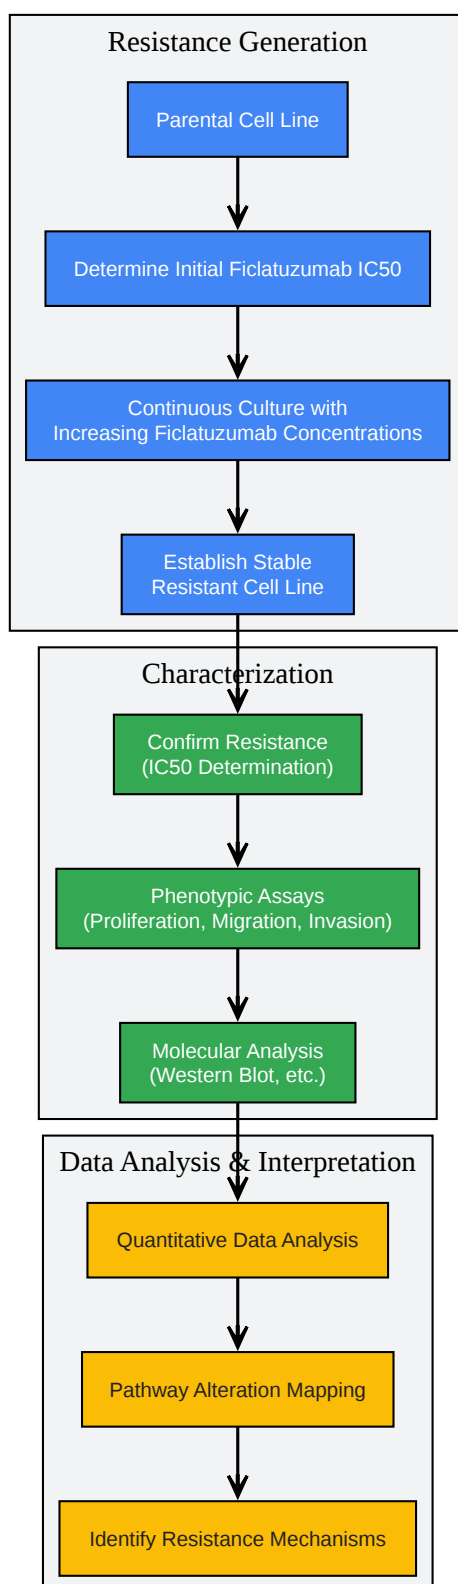 Resistance Generation
Parental Cell Line
Determine Initial Ficlatuzumab IC50
Continuous Culture with
Increasing Ficlatuzumab Concentrations
Establish Stable
Resistant Cell Line
Characterization
Confirm Resistance
(IC50 Determination)
Phenotypic Assays
(Proliferation, Migration, Invasion)
Molecular Analysis
(Western Blot, etc.)
Data Analysis & Interpretation
Quantitative Data Analysis
Pathway Alteration Mapping
Identify Resistance Mechanisms